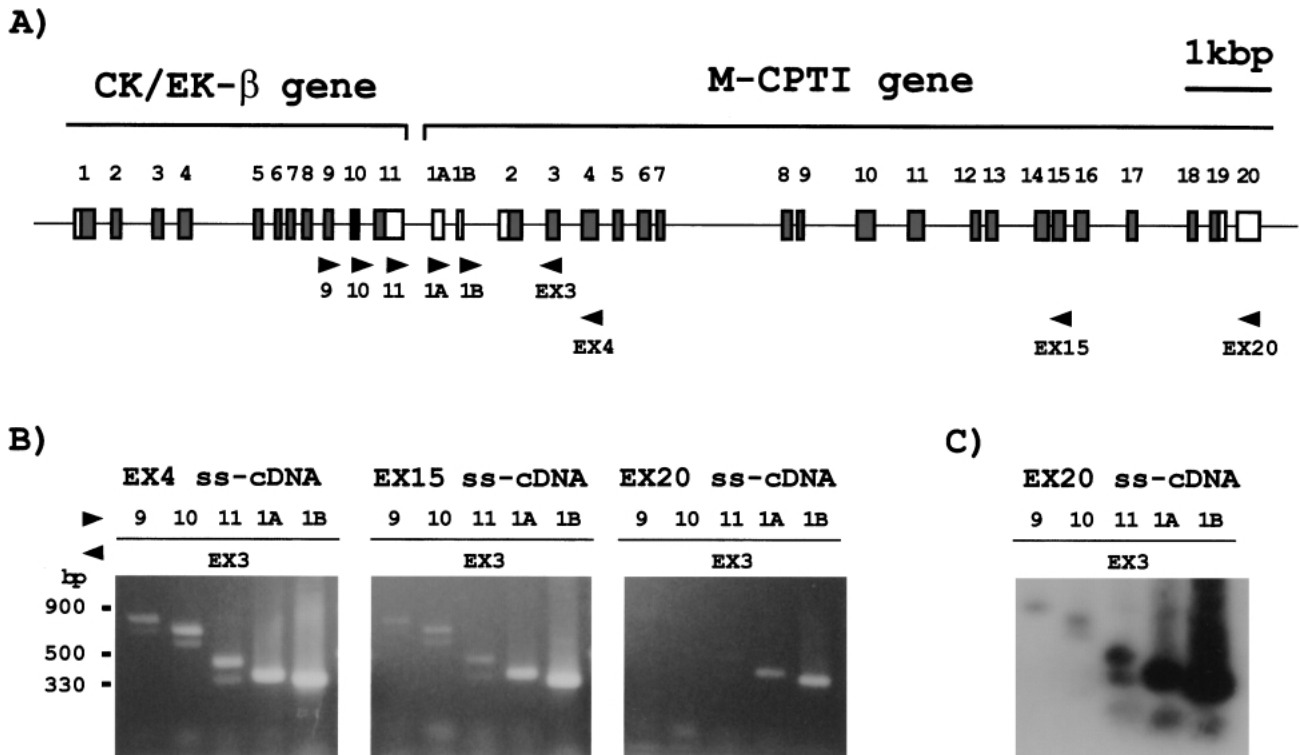 A)
1kbp
CK/EK-β gene
M-CPTI gene
1 2 3 4 5 6 7 8 9 10 11 1A 1B 2 3 4 5 6 7 8 9 10 11 12 13 14 15 16 17 18 19 20
9 10 11 1A 1B EX3
EX4 EX15 EX20
B)
EX4 ss-cDNA EX15 ss-cDNA EX20 ss-cDNA
9 10 11 1A 1B 9 10 11 1A 1B 9 10 11 1A 1B
EX3 EX3 EX3
bp
900
500
330
C)
EX20 ss-cDNA
9 10 11 1A 1B
EX3